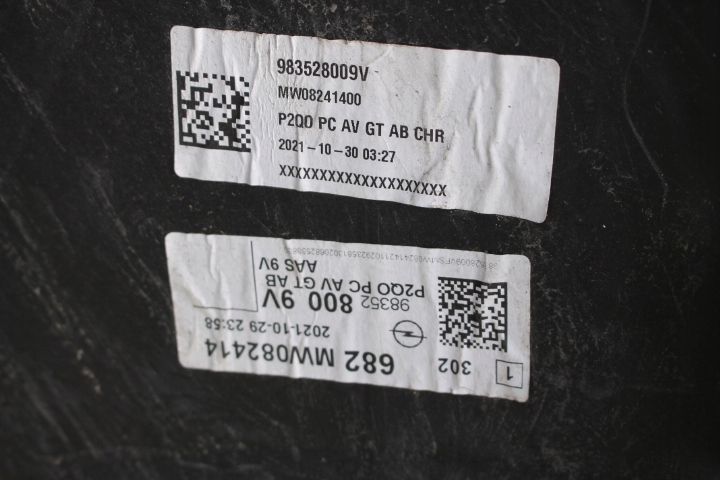 983528009V
MW08241400
P2QO PC AV GT AB CHR
2021-10-30 03:27
XXXXXXXXXXXXXXXXXXXX
1
302
682 MW082414
2021-10-29 23:58
98352 800 9V
P2QO PC AV GT AB
AAS 9V